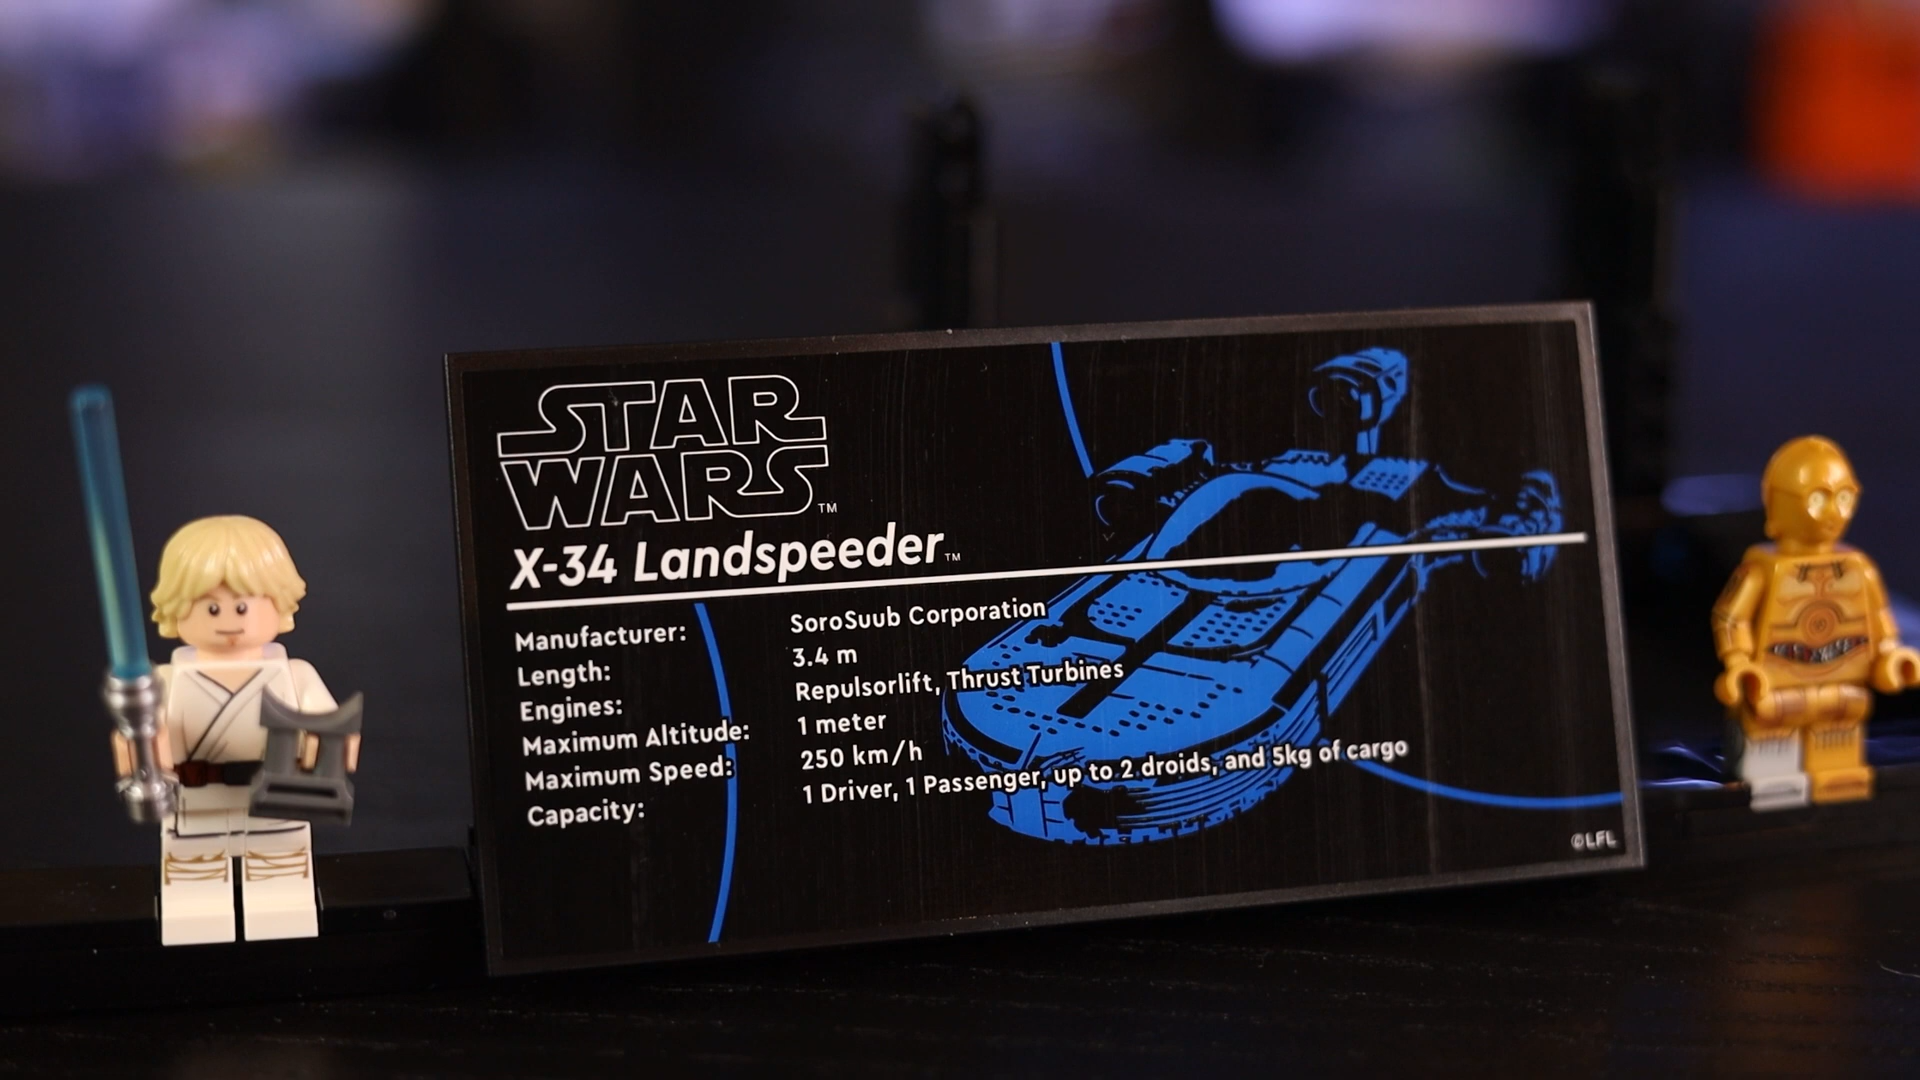 STAR
WARS™
X-34 Landspeeder™
Manufacturer: SoroSuub Corporation
Length: 3.4 m
Engines: Repulsorlift, Thrust Turbines
Maximum Altitude: 1 meter
Maximum Speed: 250 km/h
Capacity: 1 Driver, 1 Passenger, up to 2 droids, and 5kg of cargo
©LFL